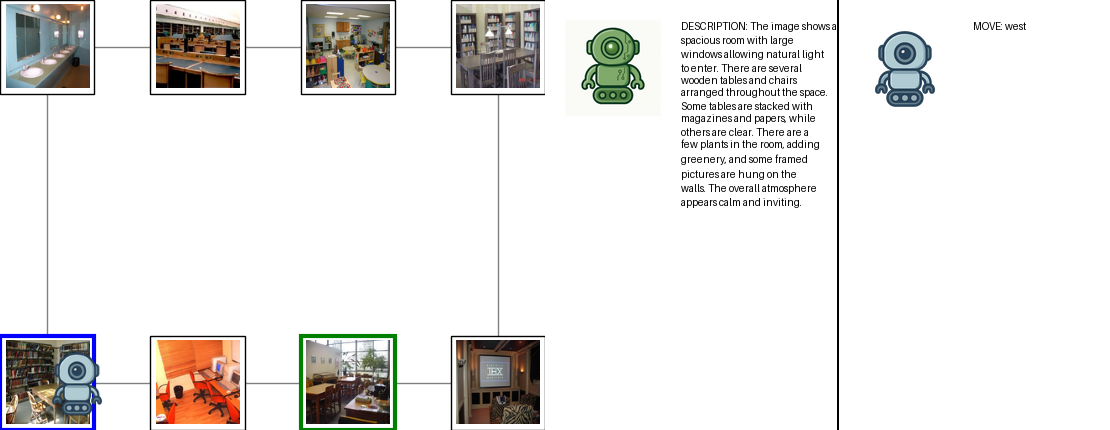 DESCRIPTION: The image shows a
spacious room with large
windows allowing natural light
to enter. There are several
wooden tables and chairs
arranged throughout the space.
Some tables are stacked with
magazines and papers, while
others are clear. There are a
few plants in the room, adding
greenery, and some framed
pictures are hung on the
walls. The overall atmosphere
appears calm and inviting.
MOVE: west
THX